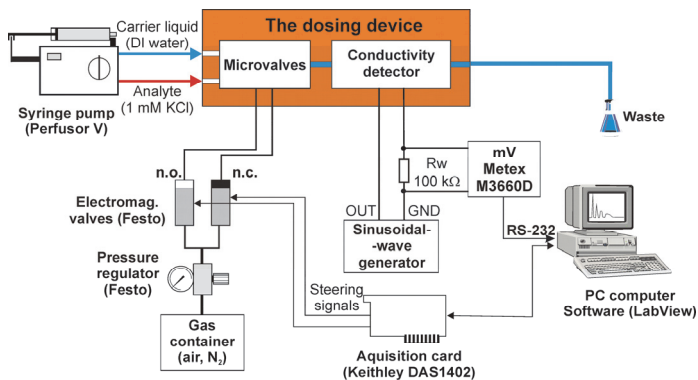 Carrier liquid
(DI water)
The dosing device
Microvalves
Conductivity
detector
Analyte
(1 mM KCl)
Syringe pump
(Perfusor V)
Waste
n.o.
n.c.
Rw
100 kΩ
mV
Metex
M3660D
Electromag.
valves (Festo)
OUT
GND
RS-232
Sinusoidal-
-wave
generator
Pressure
regulator
(Festo)
Steering
signals
PC computer
Software (LabView)
Gas
container
(air, N₂)
Aquisition card
(Keithley DAS1402)